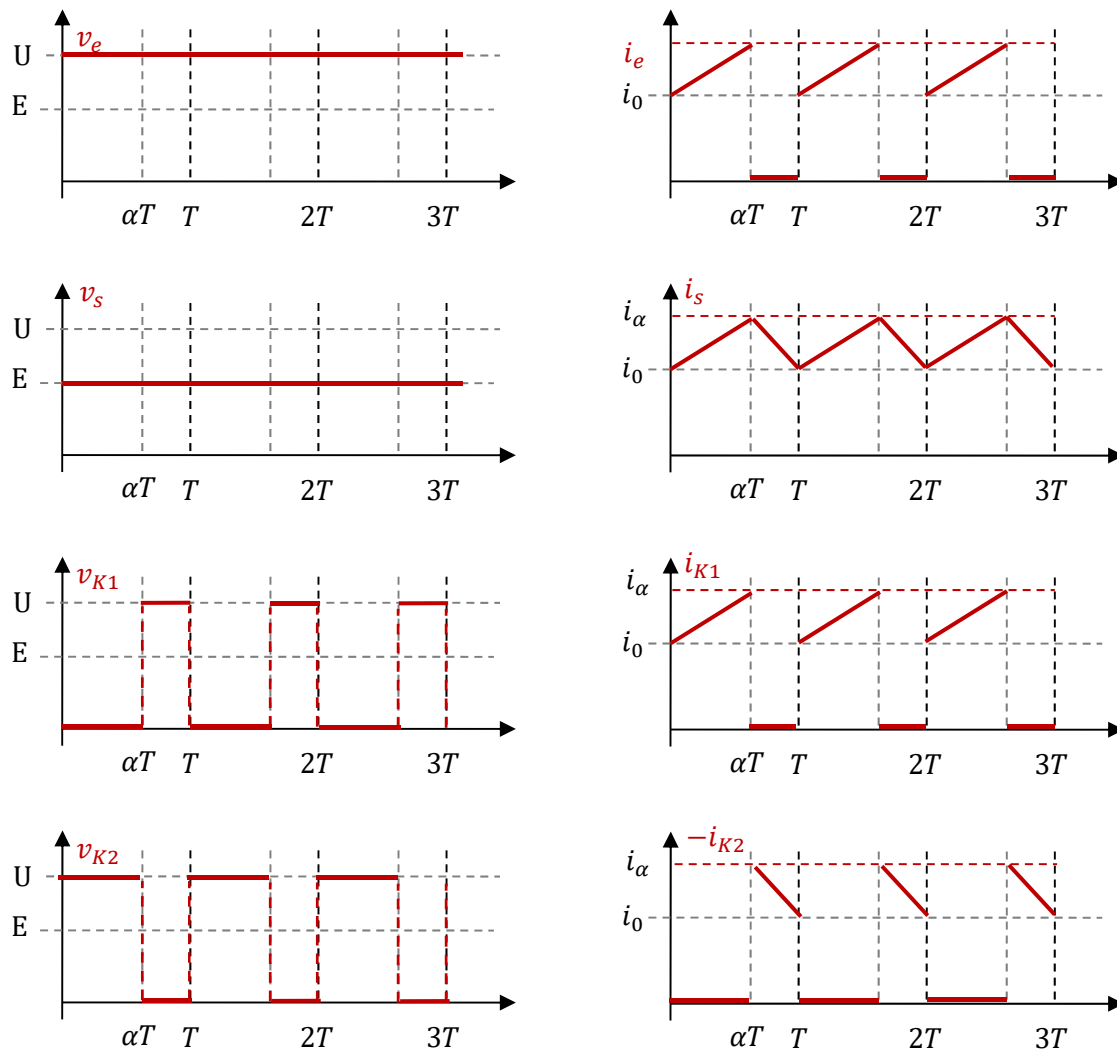 v_e
U
E
αT T 2T 3T
i_e
i_0
αT T 2T 3T
v_s
U
E
αT T 2T 3T
i_s
i_α
i_0
αT T 2T 3T
v_K1
U
E
αT T 2T 3T
i_K1
i_α
i_0
αT T 2T 3T
v_K2
U
E
αT T 2T 3T
−i_K2
i_α
i_0
αT T 2T 3T